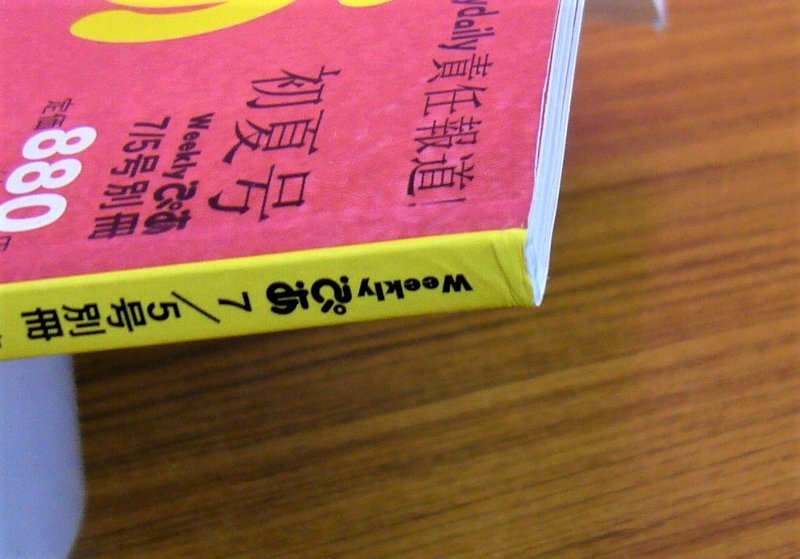 ydaily責任報道!
初夏号
Weeklyぴあ
7/5号別冊
定価880円
Weeklyぴあ 7/5号別冊